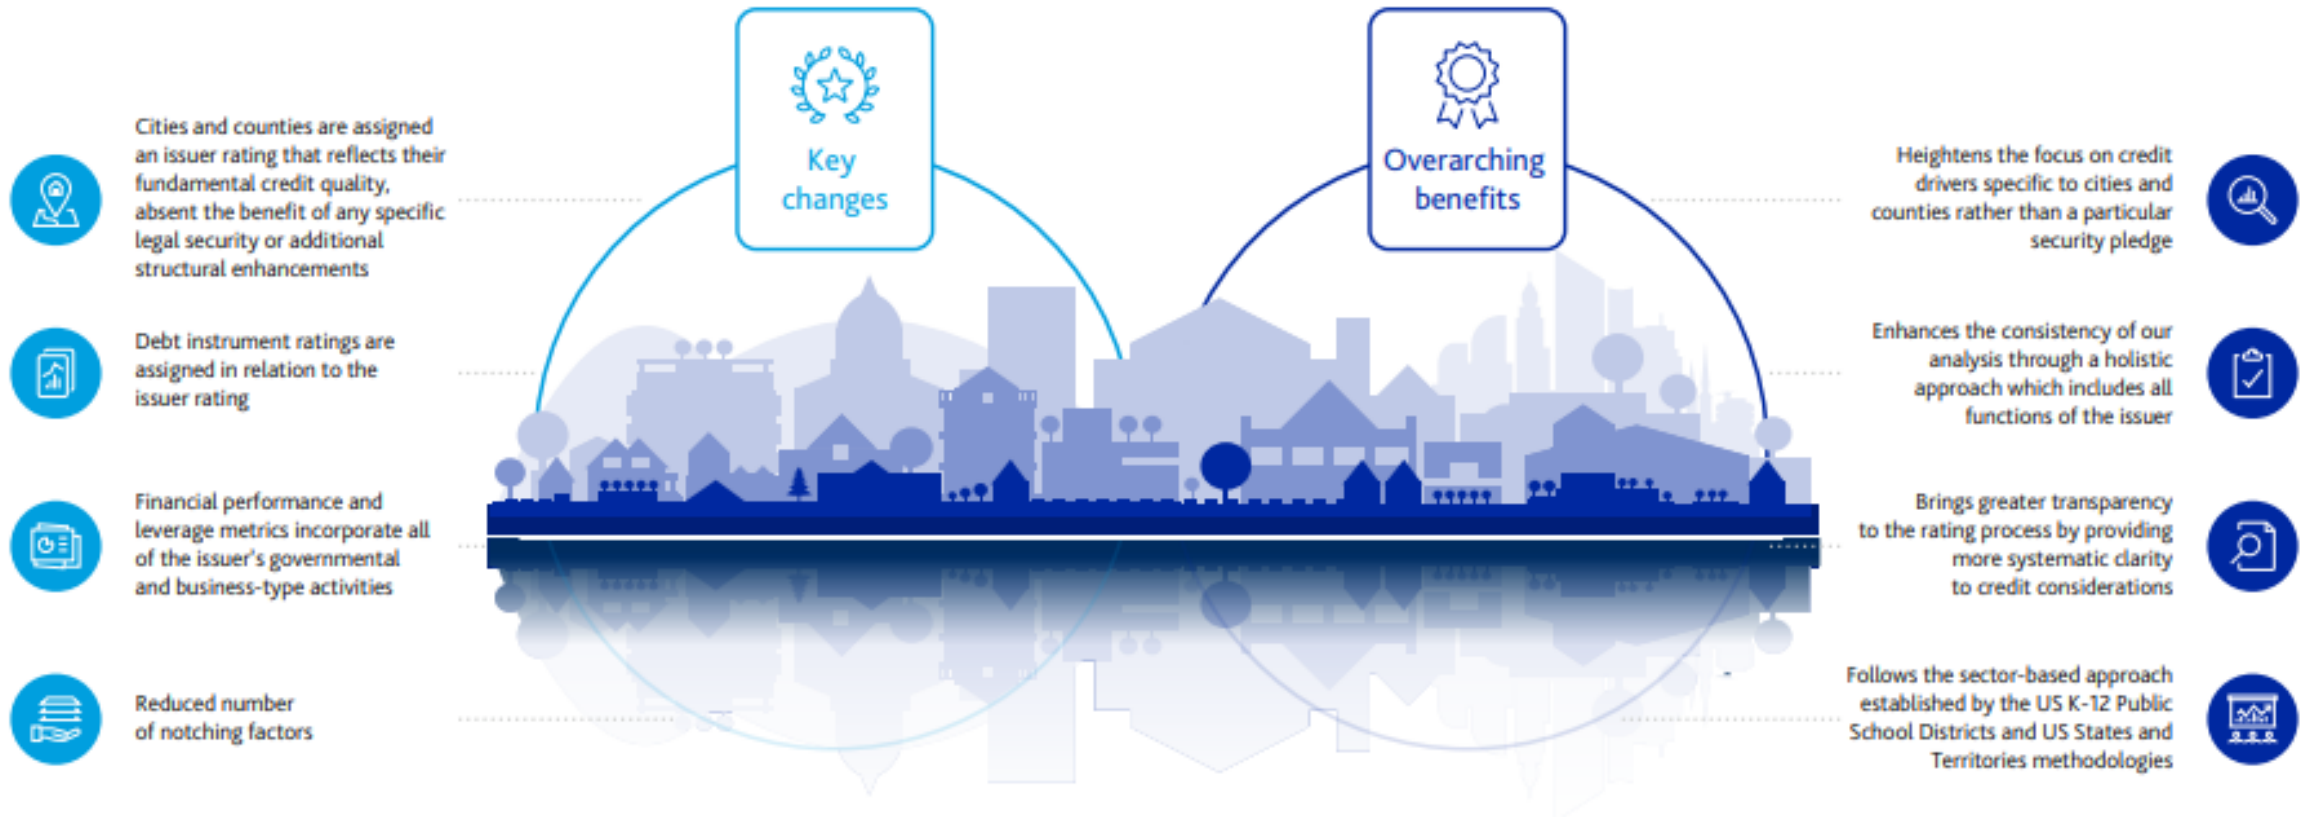 Key
changes
Cities and counties are assigned
an issuer rating that reflects their
fundamental credit quality,
absent the benefit of any specific
legal security or additional
structural enhancements
Debt instrument ratings are
assigned in relation to the
issuer rating
Financial performance and
leverage metrics incorporate all
of the issuer's governmental
and business-type activities
Reduced number
of notching factors
Overarching
benefits
Heightens the focus on credit
drivers specific to cities and
counties rather than a particular
security pledge
Enhances the consistency of our
analysis through a holistic
approach which includes all
functions of the issuer
Brings greater transparency
to the rating process by providing
more systematic clarity
to credit considerations
Follows the sector-based approach
established by the US K-12 Public
School Districts and US States and
Territories methodologies